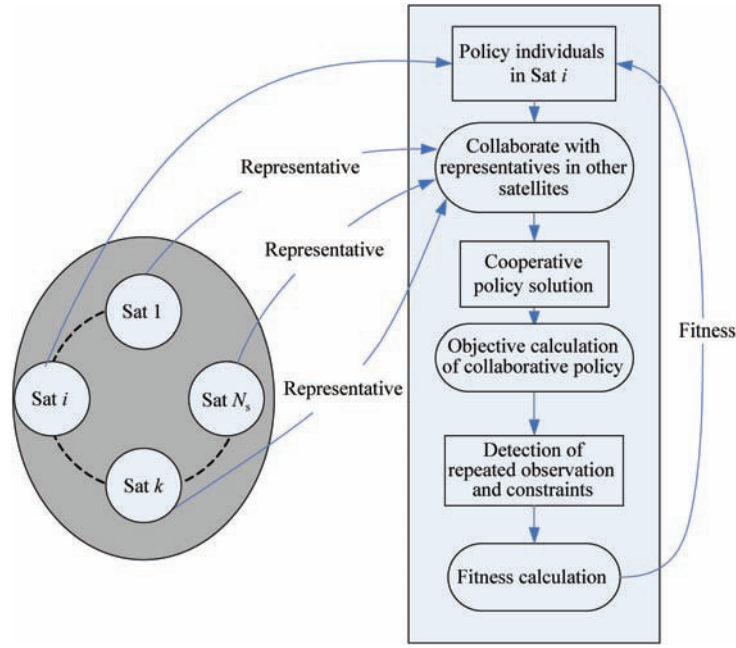 Policy individuals
in Sat i
Collaborate with
representatives in other
satellites
Representative
Representative
Cooperative
policy solution
Sat 1
Objective calculation
of collaborative policy
Fitness
Representative
Sat i
Sat Nₛ
Detection of
repeated observation
and constraints
Sat k
Fitness calculation